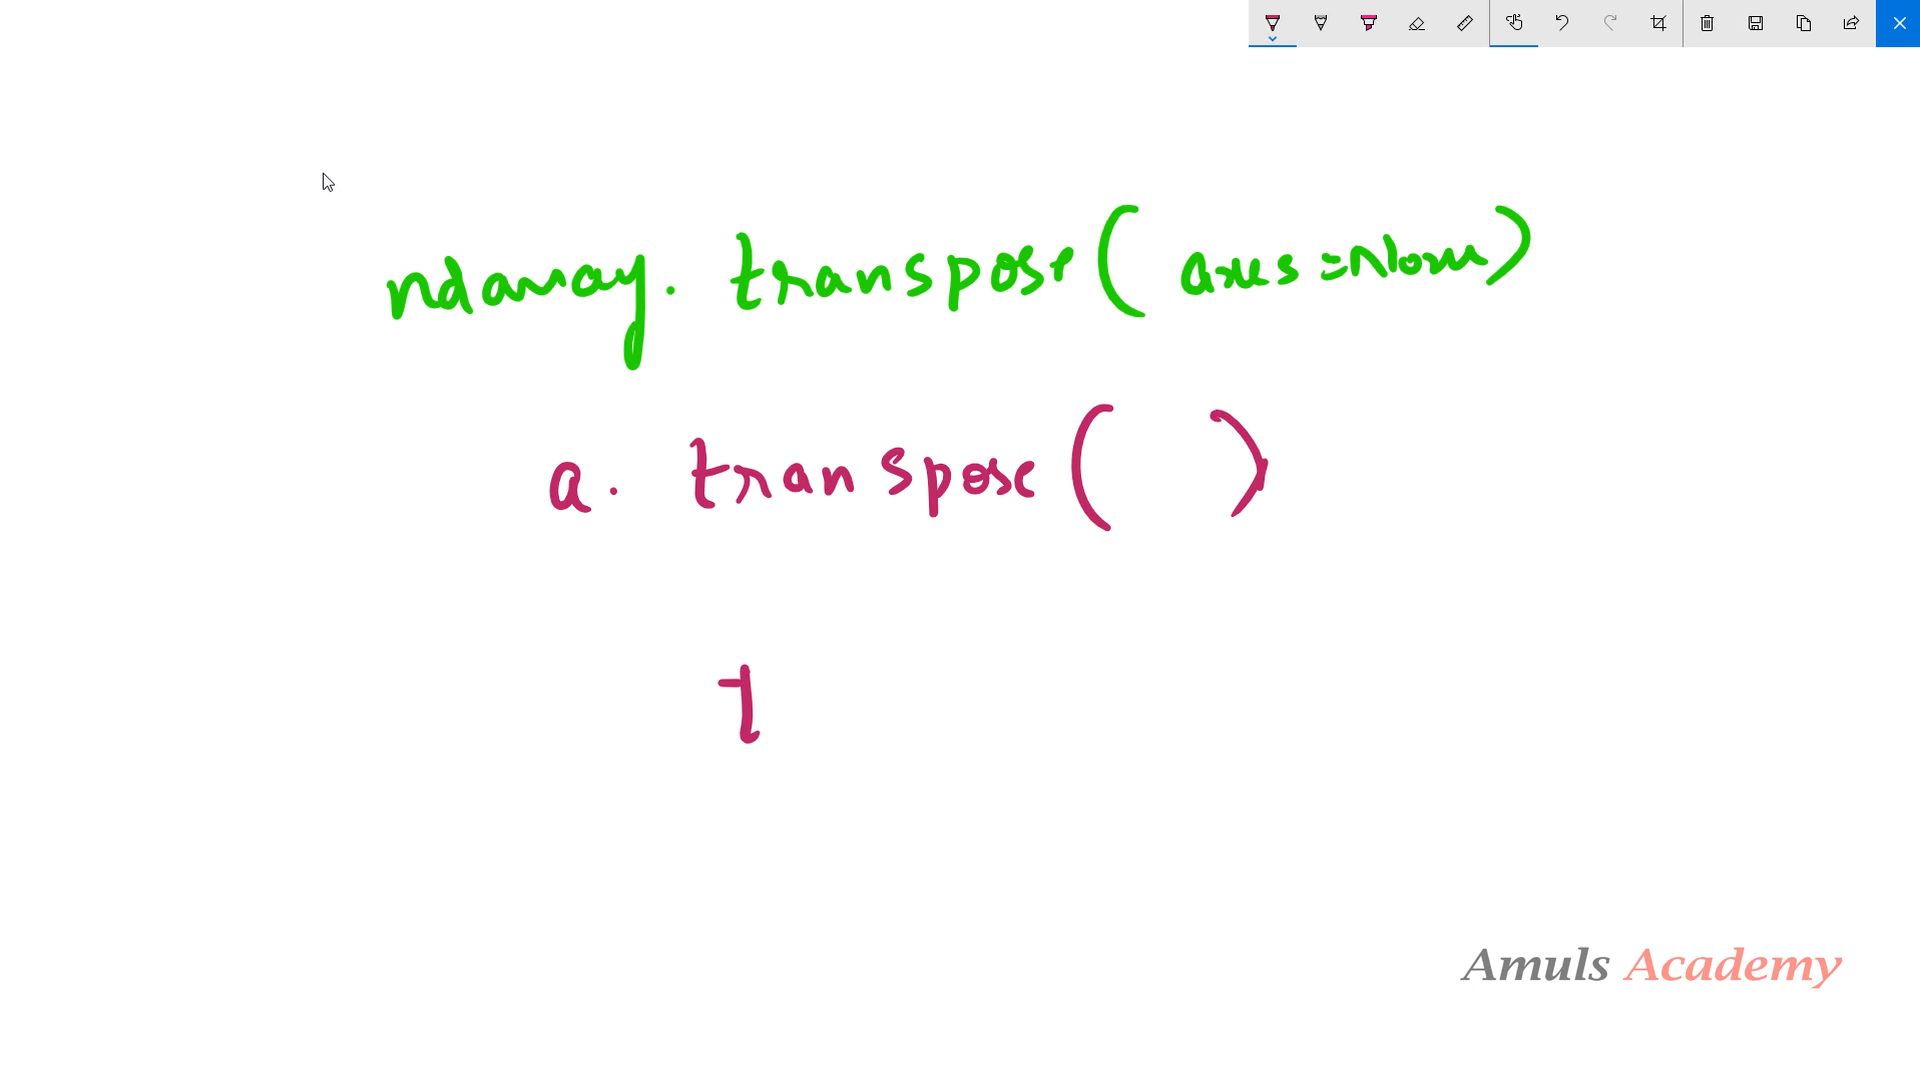 ndarray. transpose( axes=None)
a. transpose( )
t
Amuls Academy